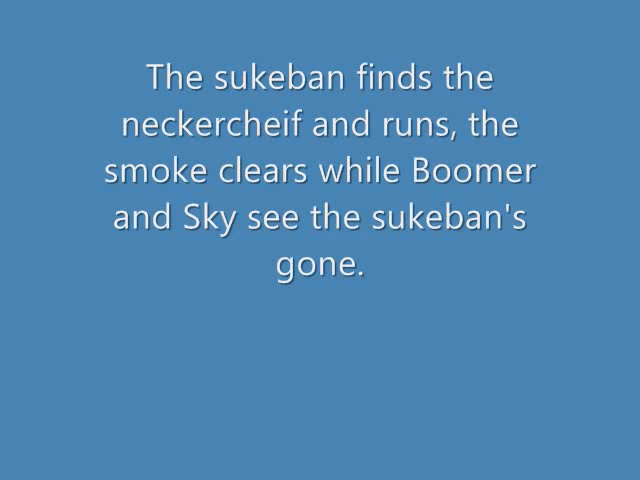 The sukeban finds the
neckercheif and runs, the
smoke clears while Boomer
and Sky see the sukeban's
gone.